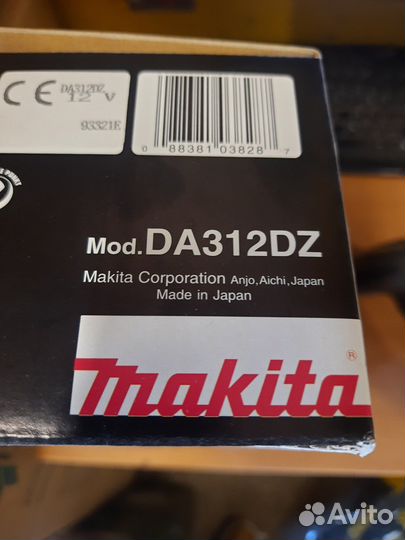 CE DA312DZ
12 V
93321E
0 88381 03828 7
Mod.DA312DZ
Makita Corporation Anjo,Aichi,Japan
Made in Japan
makita®
Avito